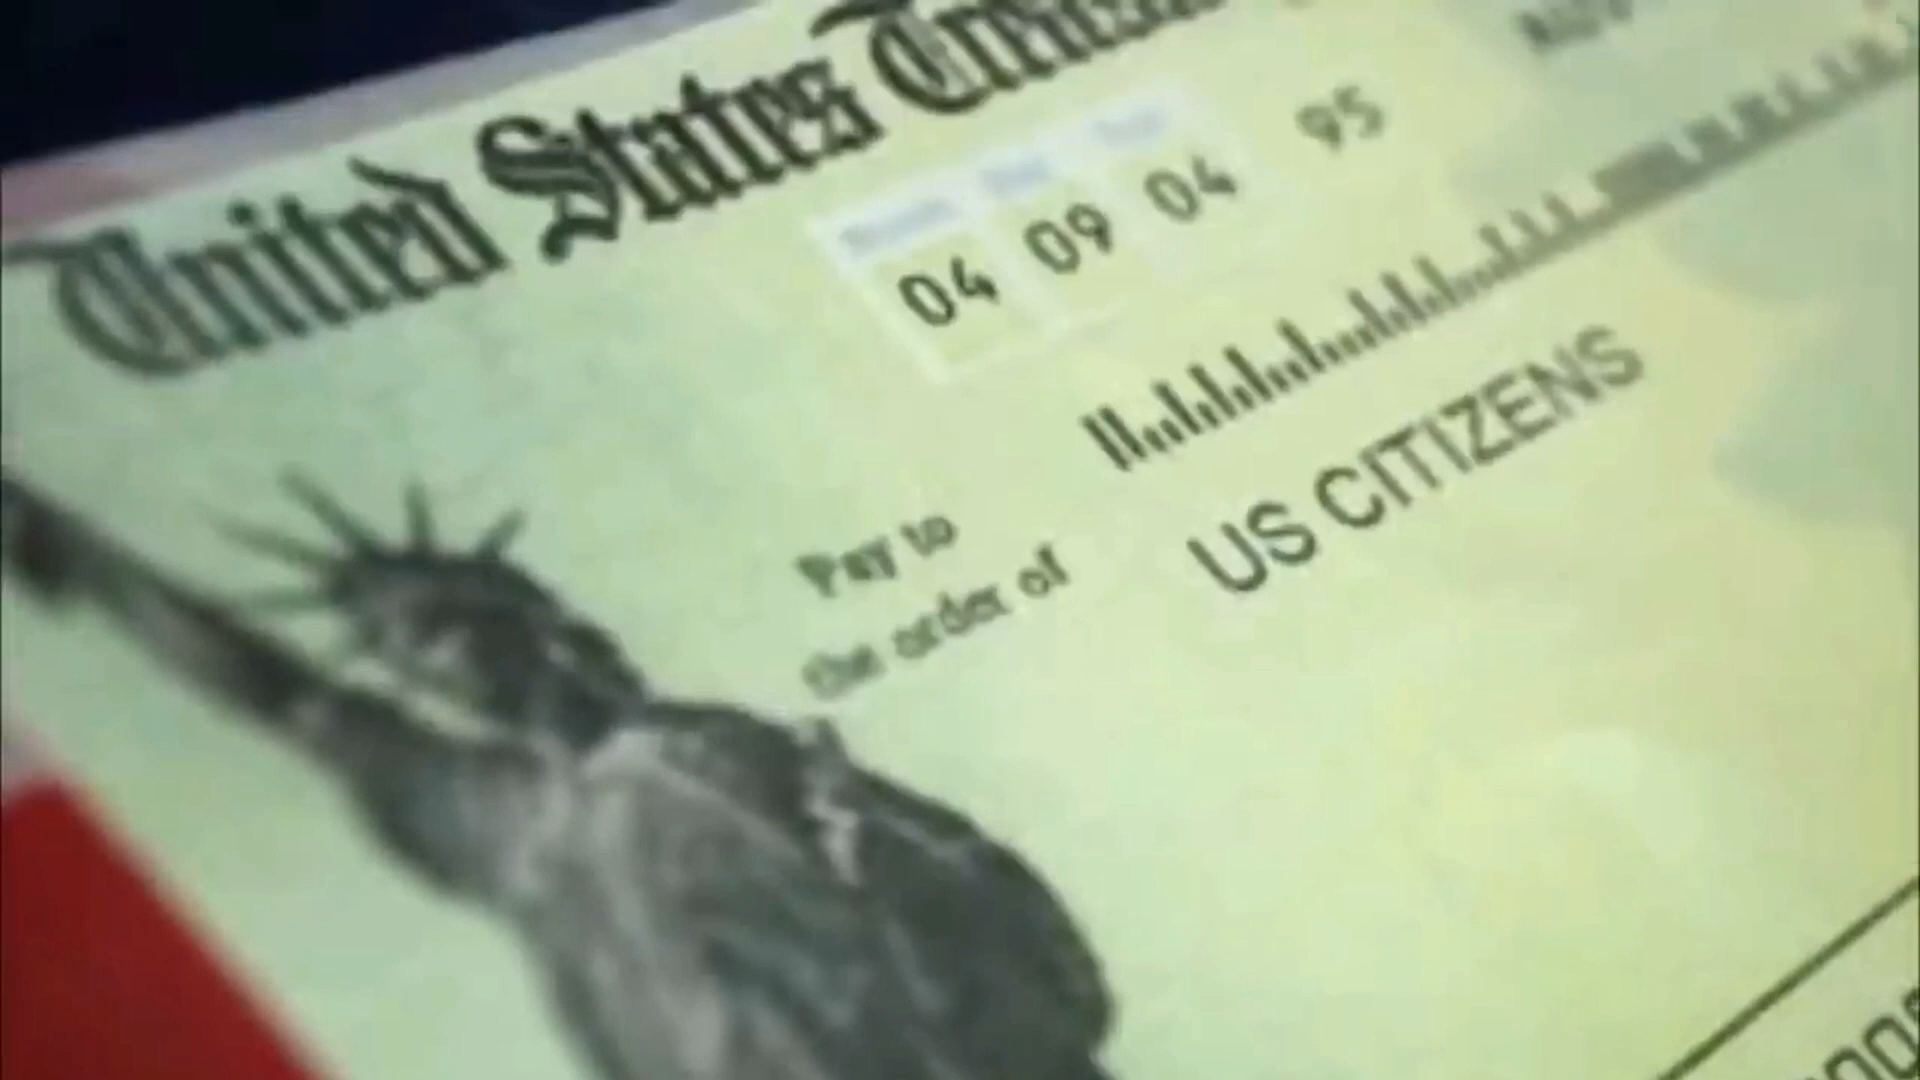 United States
04 09 04 95
Pay to
the order of
US CITIZENS